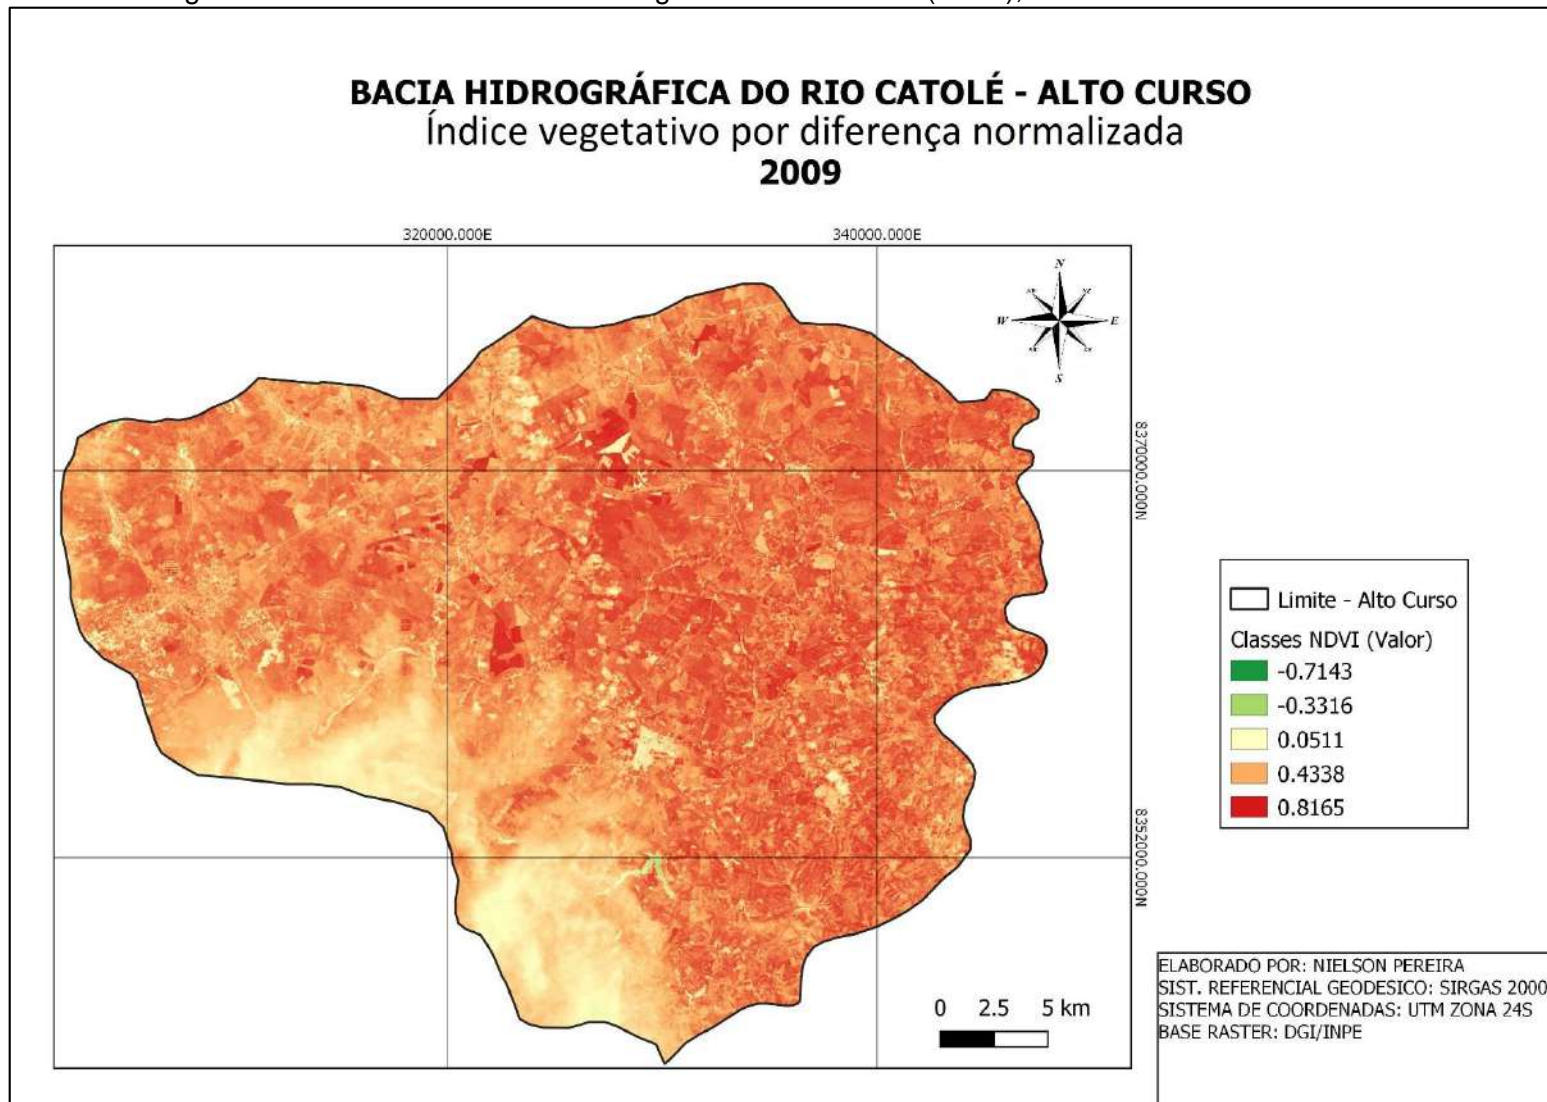 BACIA HIDROGRÁFICA DO RIO CATOLÉ - ALTO CURSO
Índice vegetativo por diferença normalizada
2009
320000.000E
340000.000E
N
W
E
S
8370000.000N
8352000.000N
Limite - Alto Curso
Classes NDVI (Valor)
-0.7143
-0.3316
0.0511
0.4338
0.8165
0 2.5 5 km
ELABORADO POR: NIELSON PEREIRA
SIST. REFERENCIAL GEODESICO: SIRGAS 2000
SISTEMA DE COORDENADAS: UTM ZONA 24S
BASE RASTER: DGI/INPE